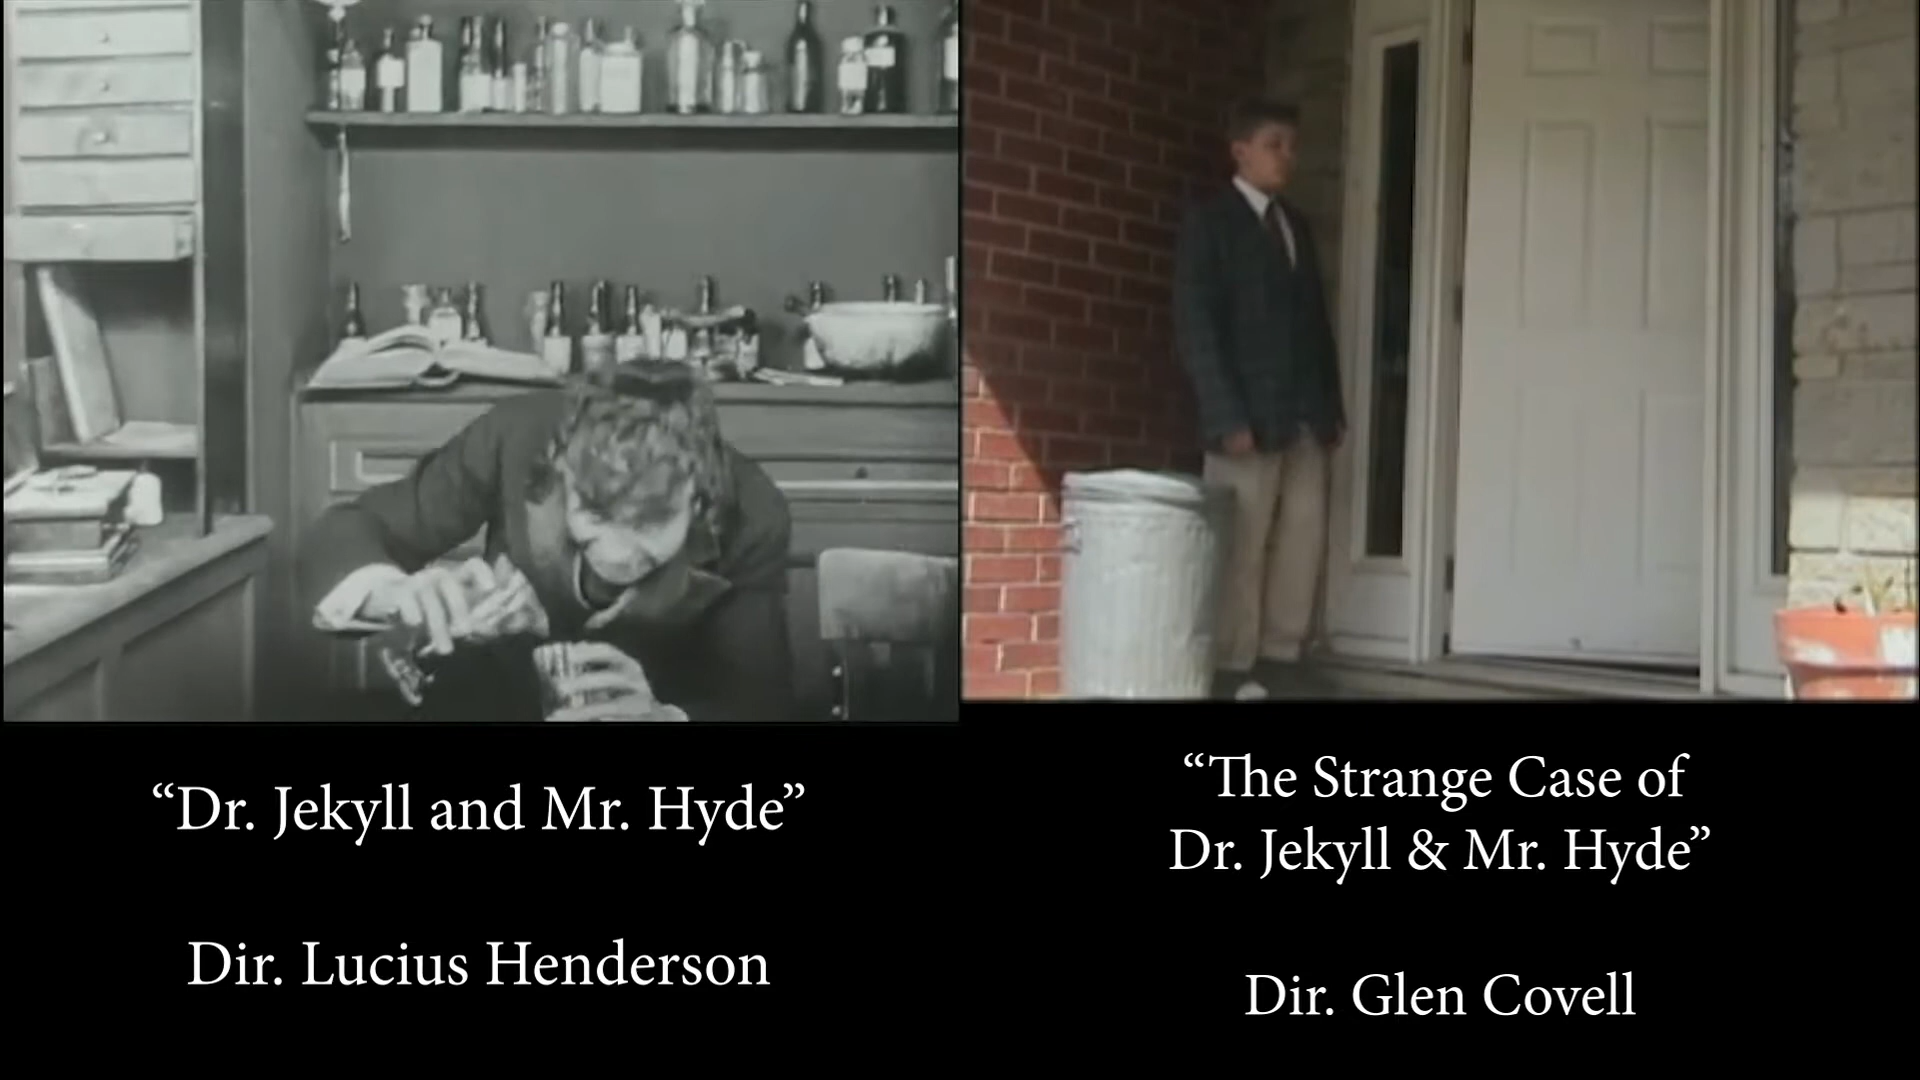 “Dr. Jekyll and Mr. Hyde”
Dir. Lucius Henderson
“The Strange Case of
Dr. Jekyll & Mr. Hyde”
Dir. Glen Covell